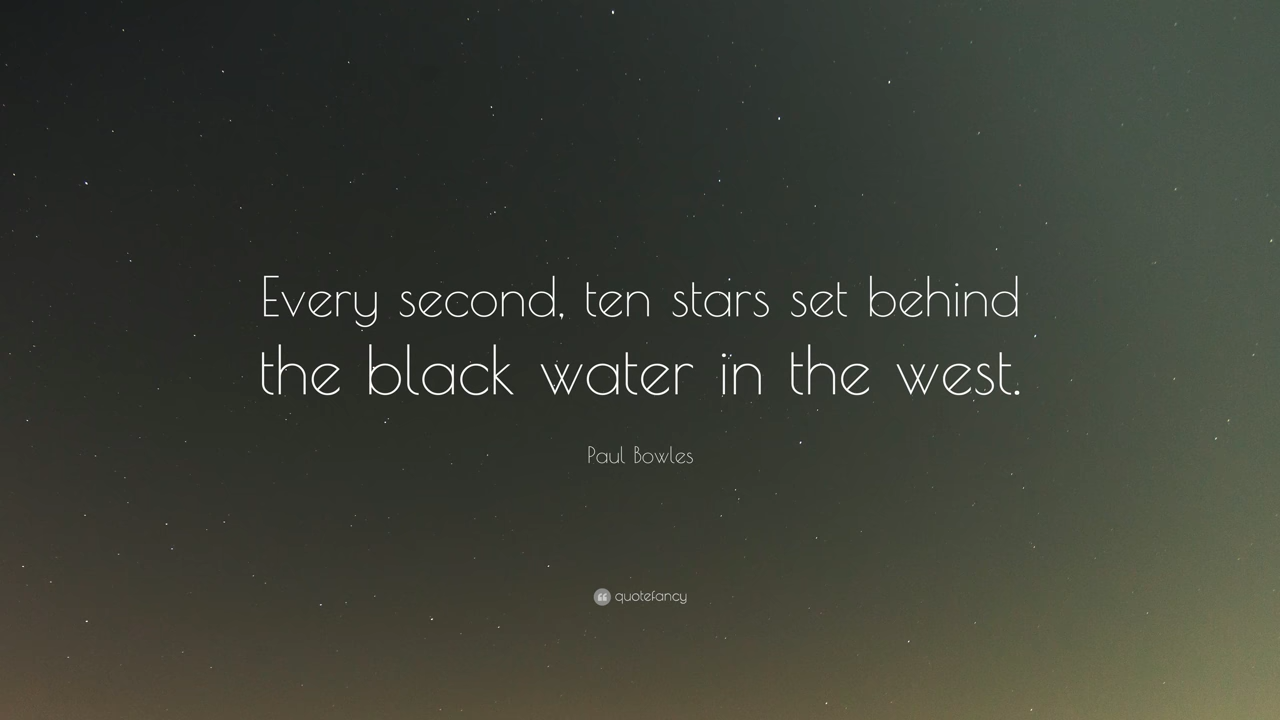 Every second, ten stars set behind
the black water in the west.
Paul Bowles
quotefancy